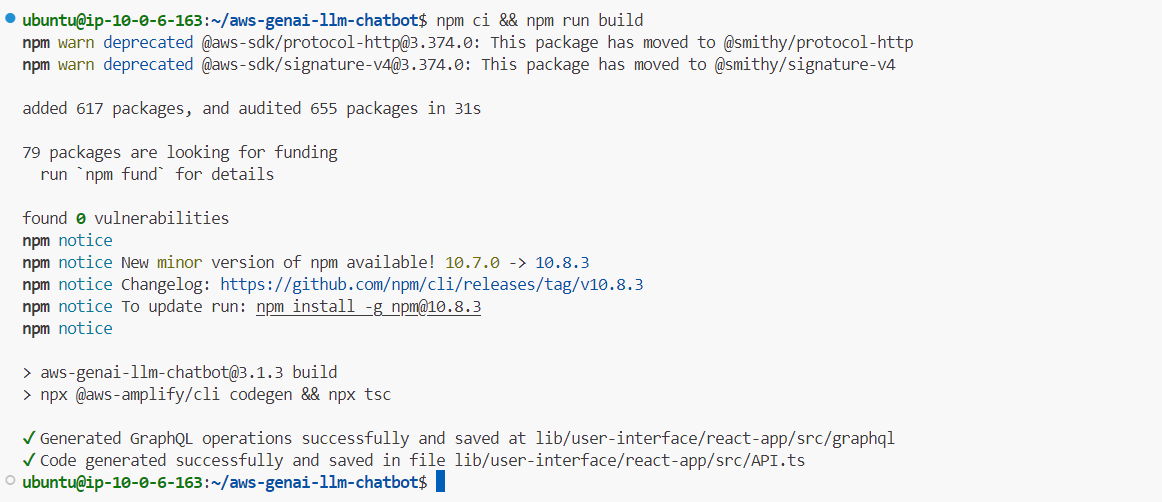 ubuntu@ip-10-0-6-163:~/aws-genai-llm-chatbot$ npm ci && npm run build
npm warn deprecated @aws-sdk/protocol-http@3.374.0: This package has moved to @smithy/protocol-http
npm warn deprecated @aws-sdk/signature-v4@3.374.0: This package has moved to @smithy/signature-v4
added 617 packages, and audited 655 packages in 31s
79 packages are looking for funding
  run `npm fund` for details
found 0 vulnerabilities
npm notice
npm notice New minor version of npm available! 10.7.0 -> 10.8.3
npm notice Changelog: https://github.com/npm/cli/releases/tag/v10.8.3
npm notice To update run: npm install -g npm@10.8.3
npm notice
> aws-genai-llm-chatbot@3.1.3 build
> npx @aws-amplify/cli codegen && npx tsc
✓ Generated GraphQL operations successfully and saved at lib/user-interface/react-app/src/graphql
✓ Code generated successfully and saved in file lib/user-interface/react-app/src/API.ts
ubuntu@ip-10-0-6-163:~/aws-genai-llm-chatbot$